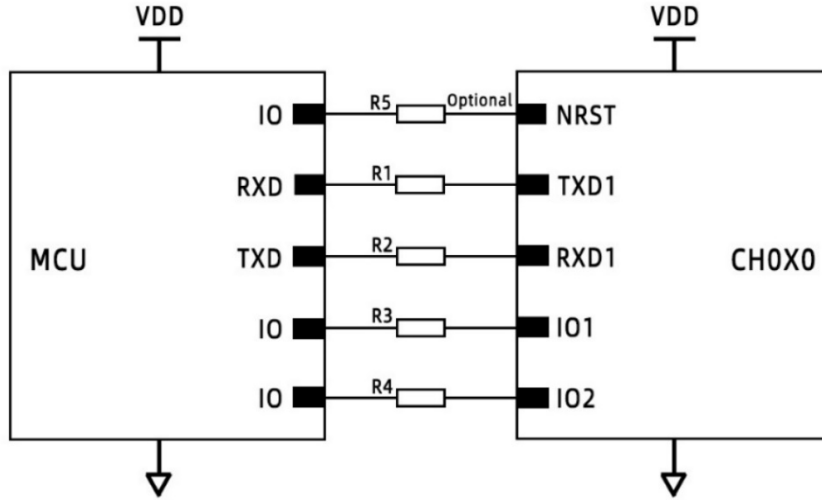 VDD
VDD
IO
R5
Optional
NRST
RXD
R1
TXD1
MCU
TXD
R2
RXD1
CH0X0
IO
R3
IO1
IO
R4
IO2